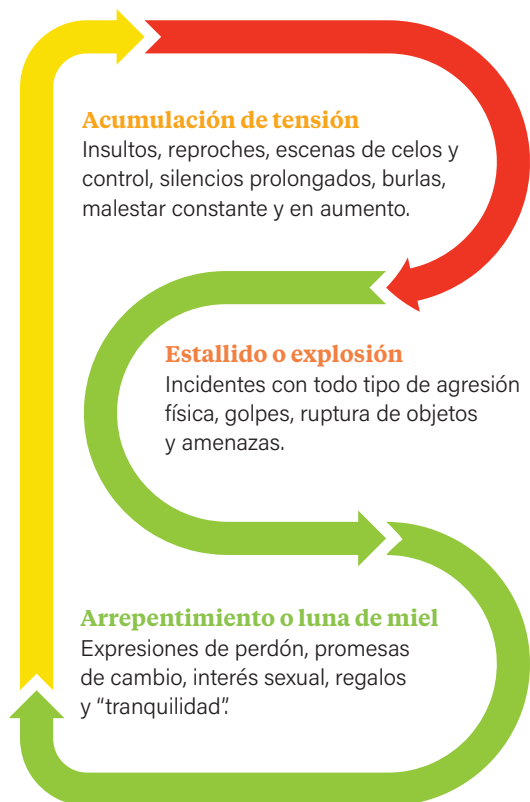 Acumulación de tensión
Insultos, reproches, escenas de celos y
control, silencios prolongados, burlas,
malestar constante y en aumento.
Estallido o explosión
Incidentes con todo tipo de agresión
física, golpes, ruptura de objetos
y amenazas.
Arrepentimiento o luna de miel
Expresiones de perdón, promesas
de cambio, interés sexual, regalos
y “tranquilidad”.